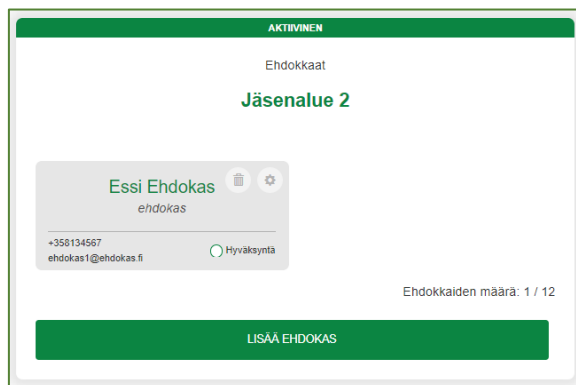 AKTIIVINEN
Ehdokkaat
Jäsenalue 2
Essi Ehdokas
ehdokas
+358134567
ehdokas1@ehdokas.fi
Hyväksyntä
Ehdokkaiden määrä: 1 / 12
LISÄÄ EHDOKAS